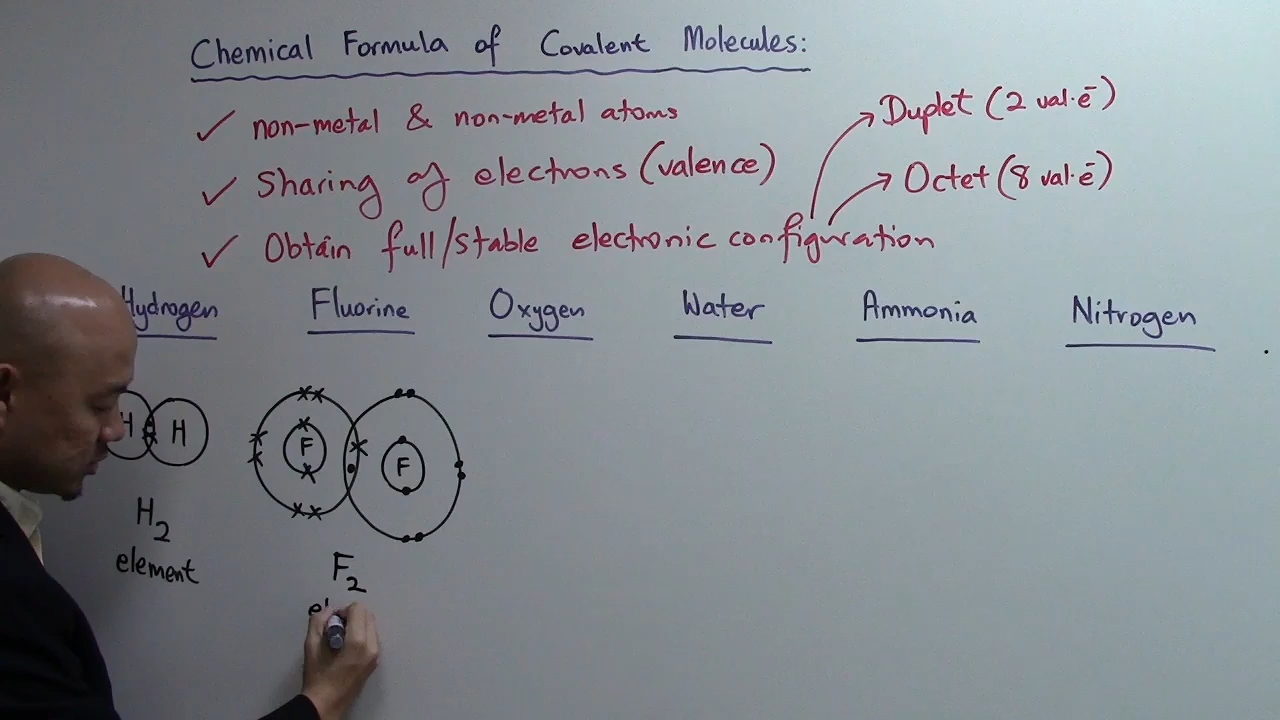 Chemical Formula of Covalent Molecules:
✓ non-metal & non-metal atoms
✓ Sharing of electrons (valence)
✓ Obtain full/stable electronic configuration
Duplet (2 val·ē)
Octet (8 val·ē)
Hydrogen Fluorine Oxygen Water Ammonia Nitrogen
H H F F
H2
element
F2
el